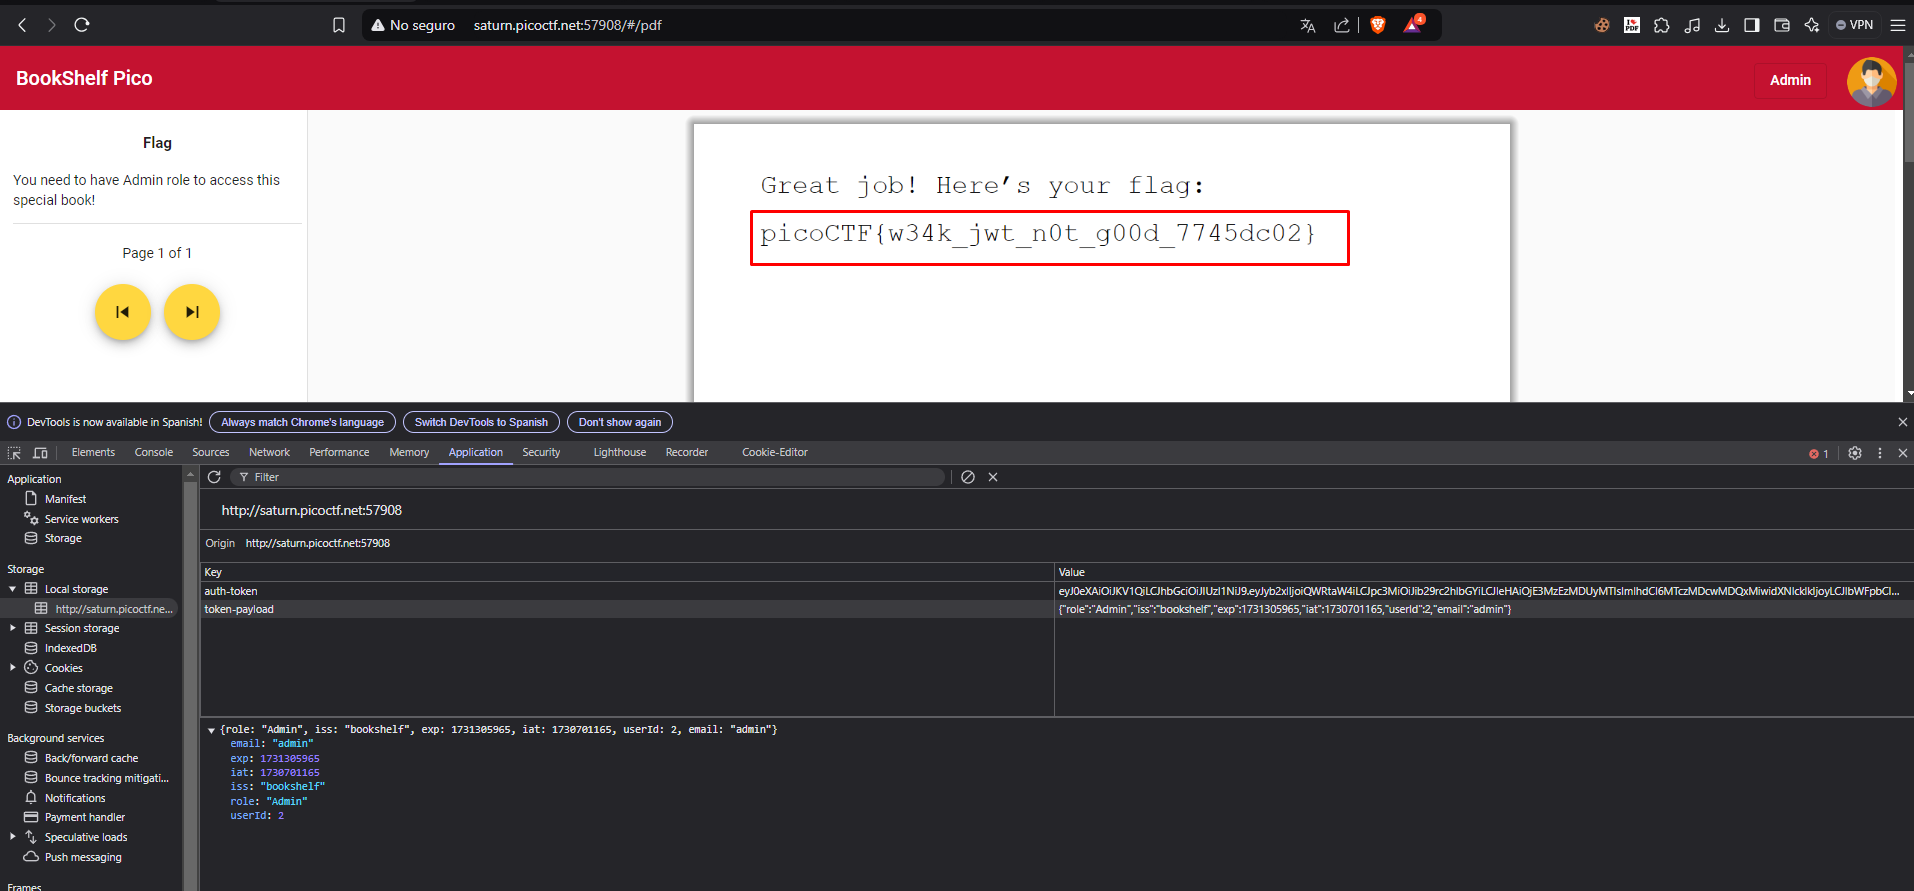 No seguro
saturn.picoctf.net:57908/#/pdf
4
VPN
BookShelf Pico
Admin
Flag
You need to have Admin role to access this
special book!
Page 1 of 1
Great job! Here’s your flag:
picoCTF{w34k_jwt_n0t_g00d_7745dc02}
DevTools is now available in Spanish!
Always match Chrome's language
Switch DevTools to Spanish
Don't show again
Elements
Console
Sources
Network
Performance
Memory
Application
Security
Lighthouse
Recorder
Cookie-Editor
1
Application
Manifest
Service workers
Storage
Storage
Local storage
http://saturn.picoctf.ne...
Session storage
IndexedDB
Cookies
Cache storage
Storage buckets
Background services
Back/forward cache
Bounce tracking mitigati...
Notifications
Payment handler
Speculative loads
Push messaging
Frames
Filter
http://saturn.picoctf.net:57908
Origin http://saturn.picoctf.net:57908
Key Value
auth-token
token-payload {"role":"Admin","iss":"bookshelf","exp":1731305965,"iat":1730701165,"userId":2,"email":"admin"}
{role: "Admin", iss: "bookshelf", exp: 1731305965, iat: 1730701165, userId: 2, email: "admin"}
email: "admin"
exp: 1731305965
iat: 1730701165
iss: "bookshelf"
role: "Admin"
userId: 2